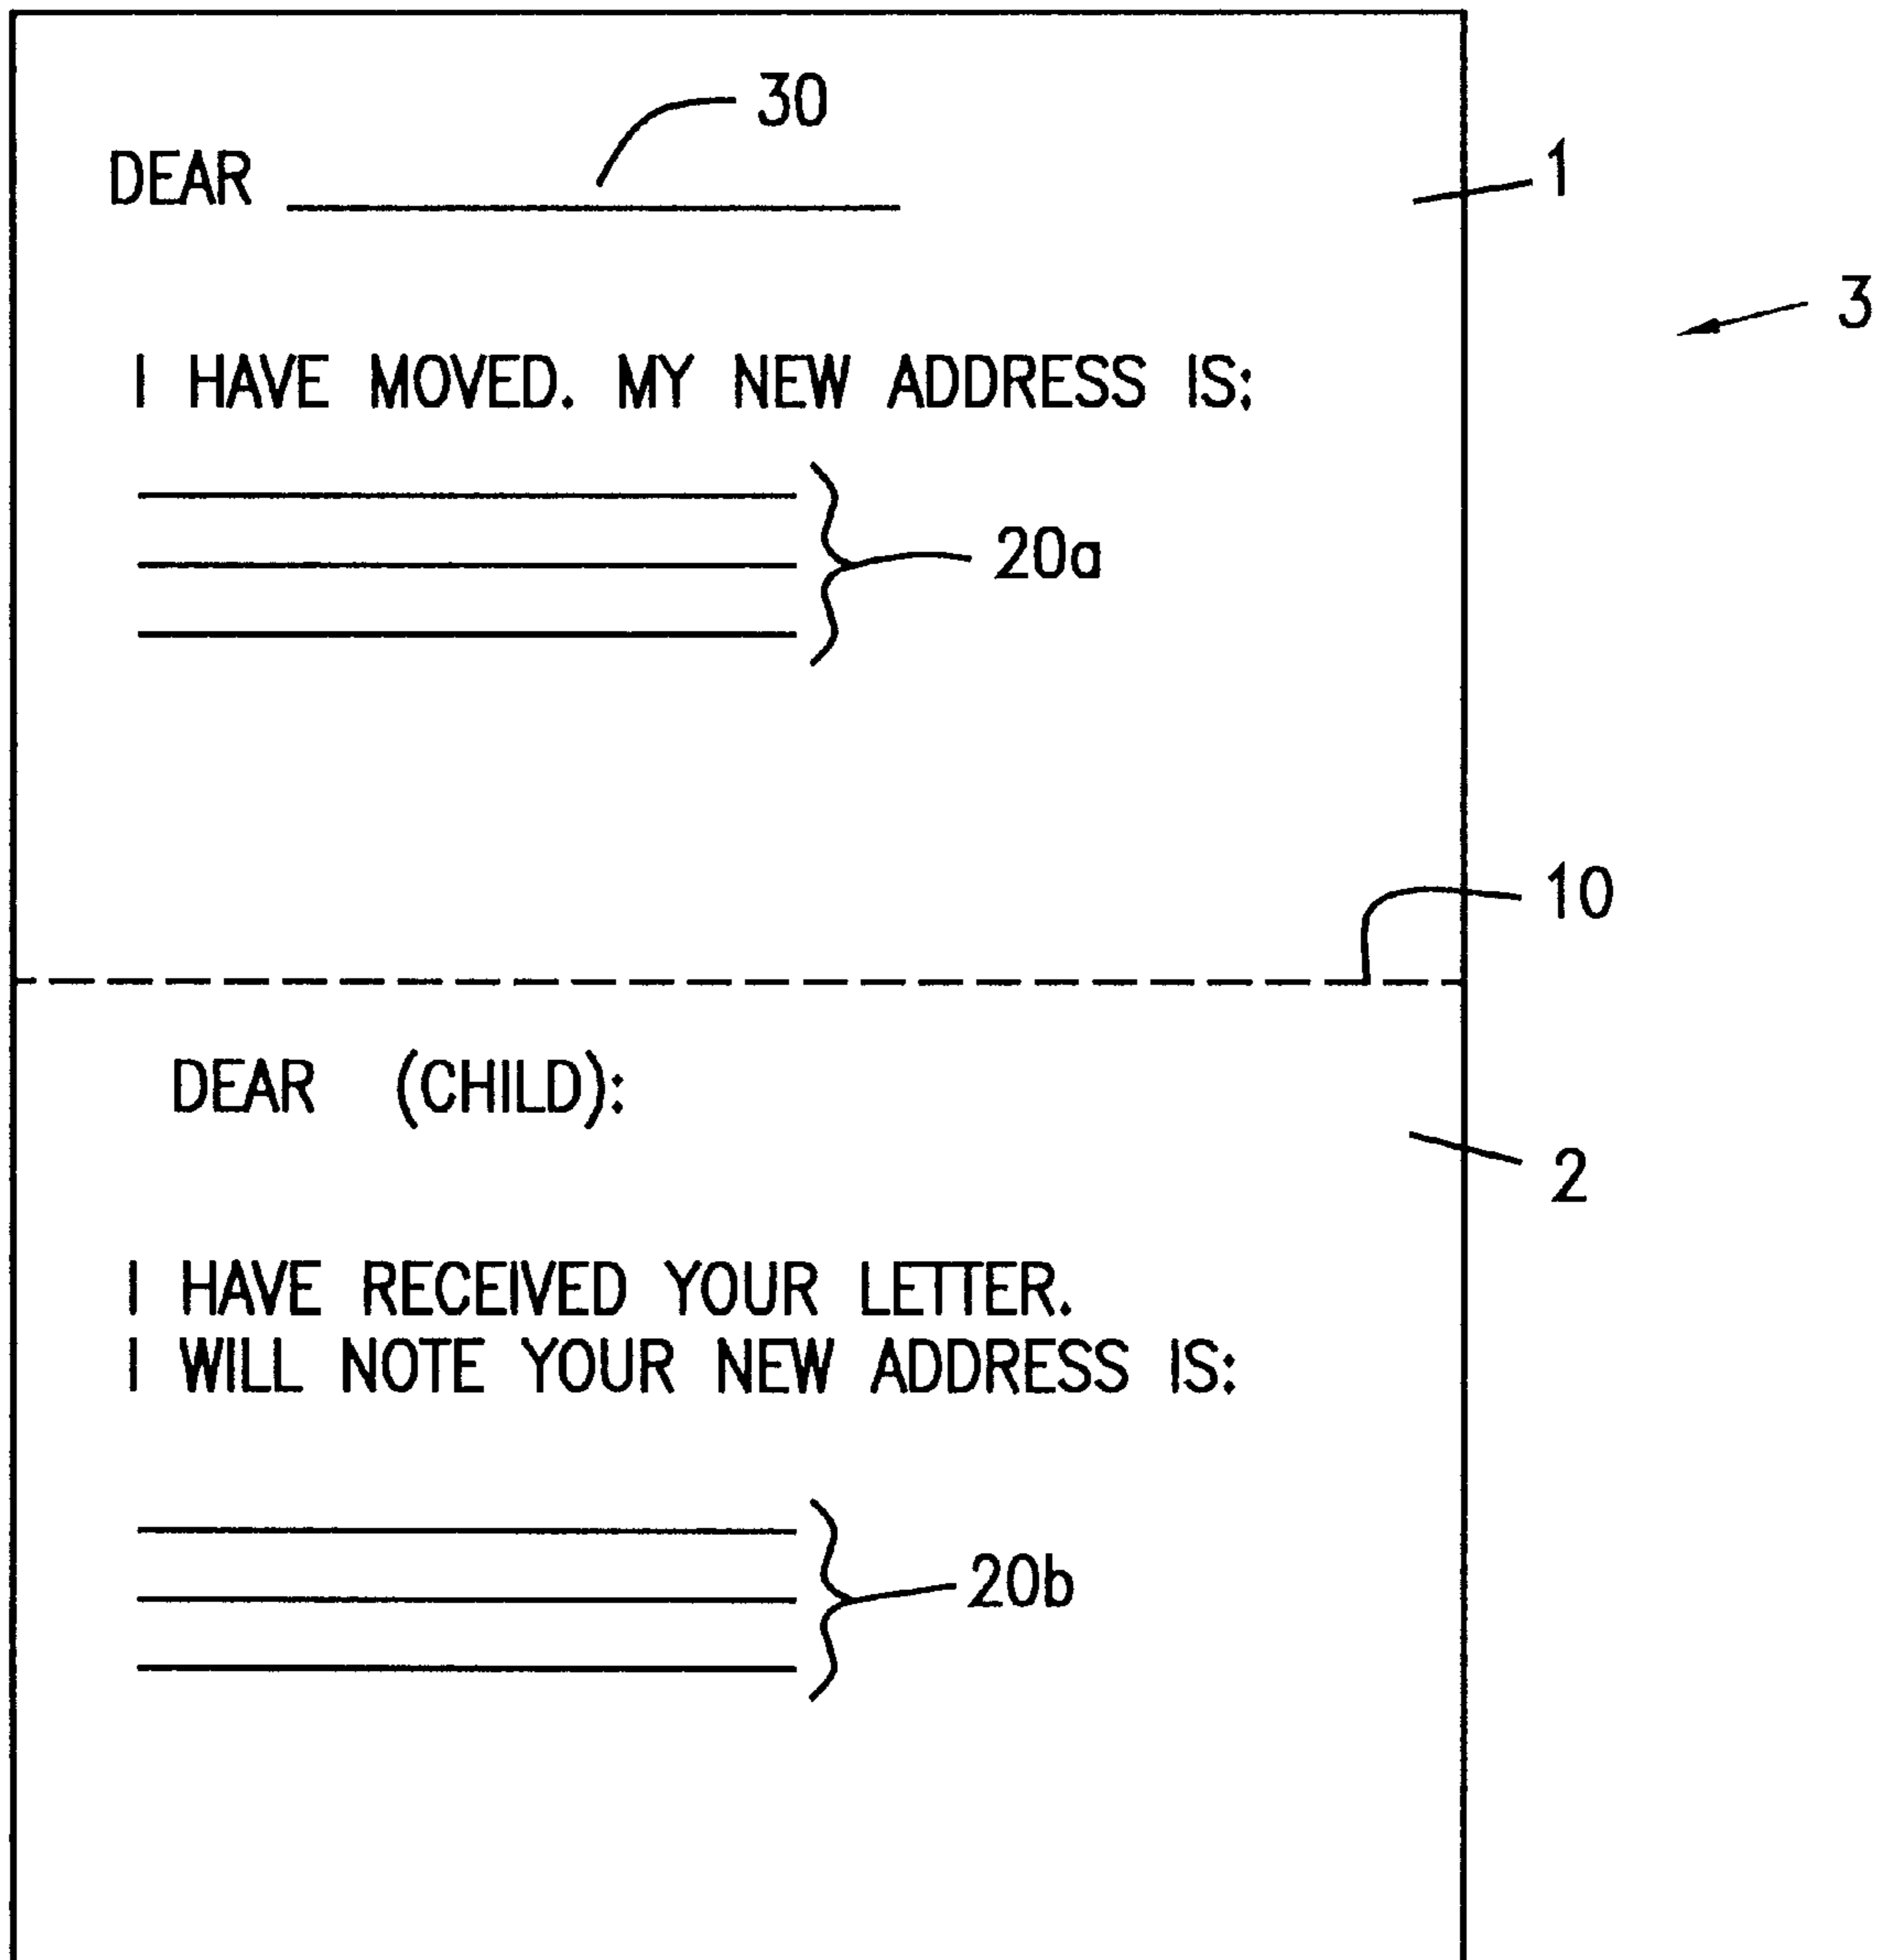 30
DEAR
1
3
I HAVE MOVED. MY NEW ADDRESS IS:
20a
10
DEAR (CHILD):
2
I HAVE RECEIVED YOUR LETTER.
I WILL NOTE YOUR NEW ADDRESS IS:
20b